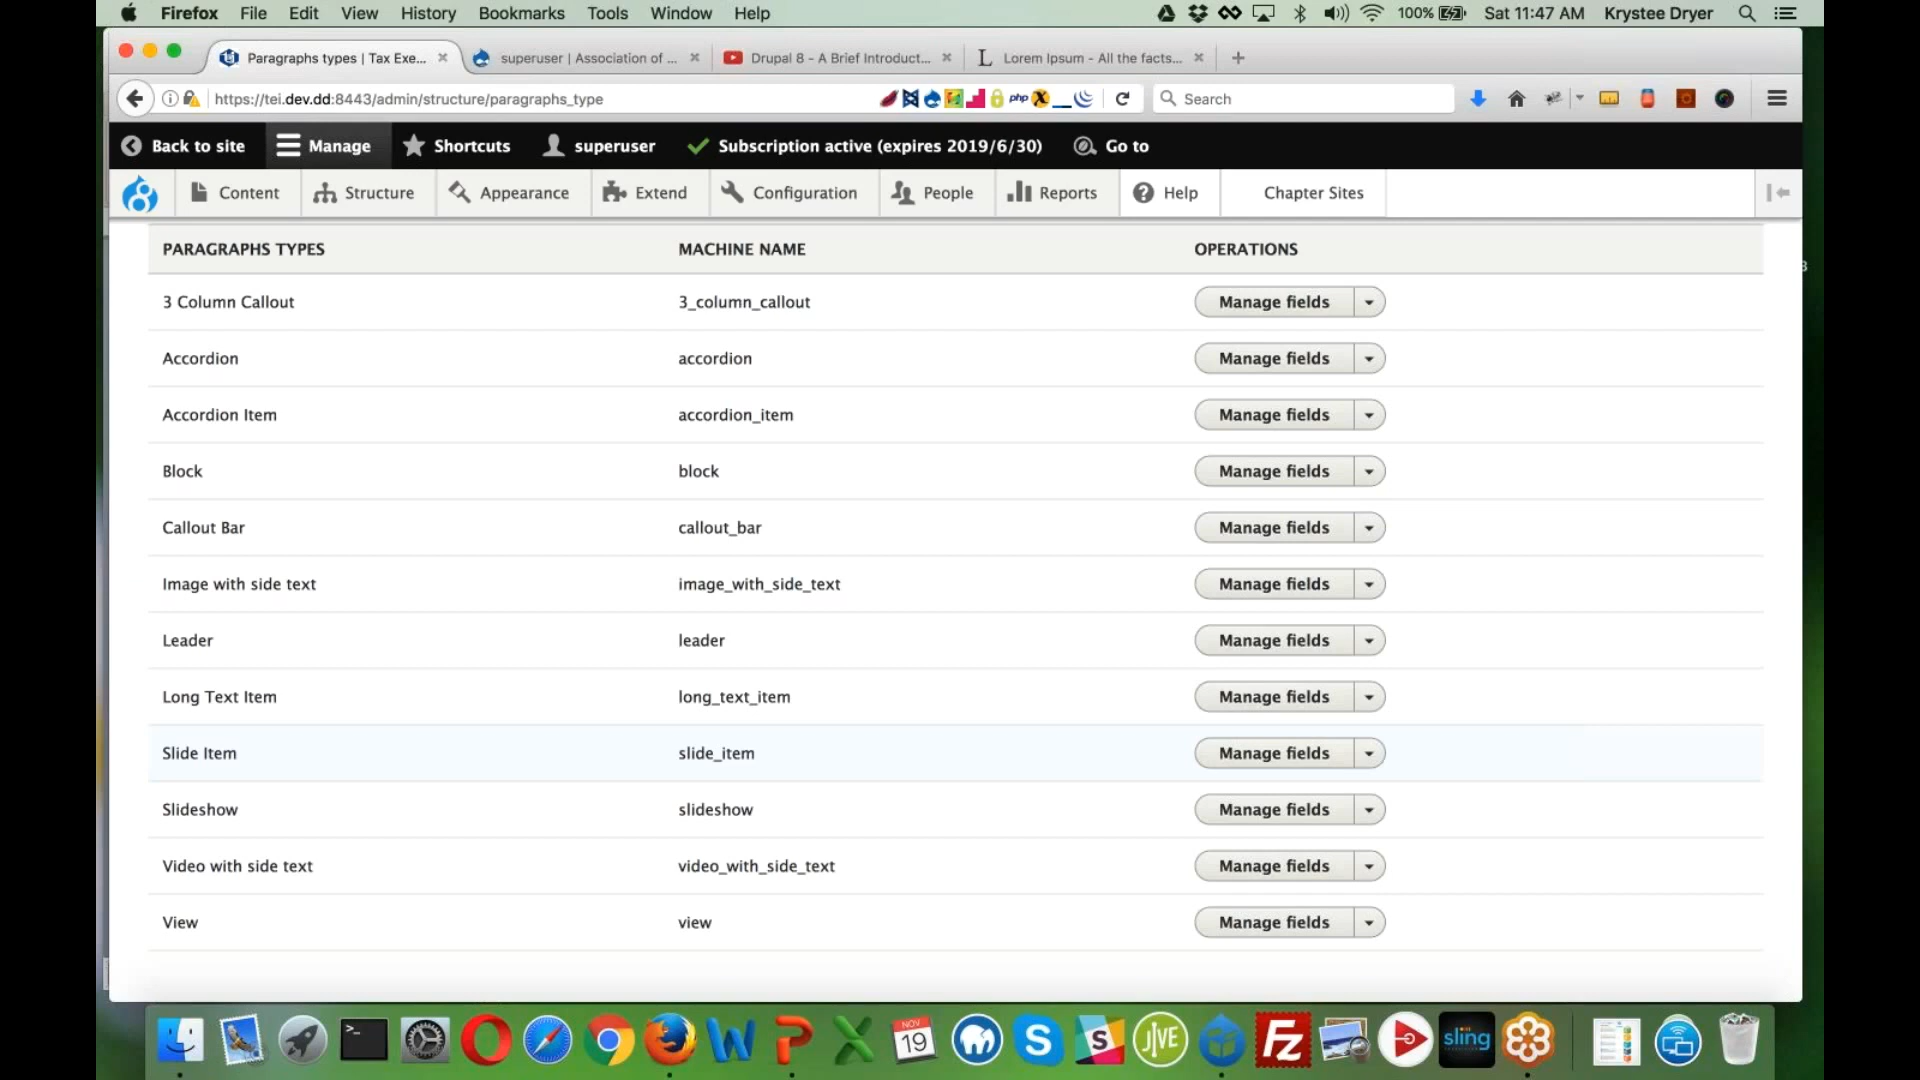 Firefox File Edit View History Bookmarks Tools Window Help 100% Sat 11:47 AM Krystee Dryer
Paragraphs types | Tax Exe... superuser | Association of ... Drupal 8 - A Brief Introduct... L Lorem Ipsum - All the facts...
https://tei.dev.dd:8443/admin/structure/paragraphs_type php Search
Back to site Manage Shortcuts superuser Subscription active (expires 2019/6/30) Go to
Content Structure Appearance Extend Configuration People Reports Help Chapter Sites
PARAGRAPHS TYPES MACHINE NAME OPERATIONS
3 Column Callout 3_column_callout Manage fields
Accordion accordion Manage fields
Accordion Item accordion_item Manage fields
Block block Manage fields
Callout Bar callout_bar Manage fields
Image with side text image_with_side_text Manage fields
Leader leader Manage fields
Long Text Item long_text_item Manage fields
Slide Item slide_item Manage fields
Slideshow slideshow Manage fields
Video with side text video_with_side_text Manage fields
View view Manage fields
NOV
19
JIVE
Fz
sling